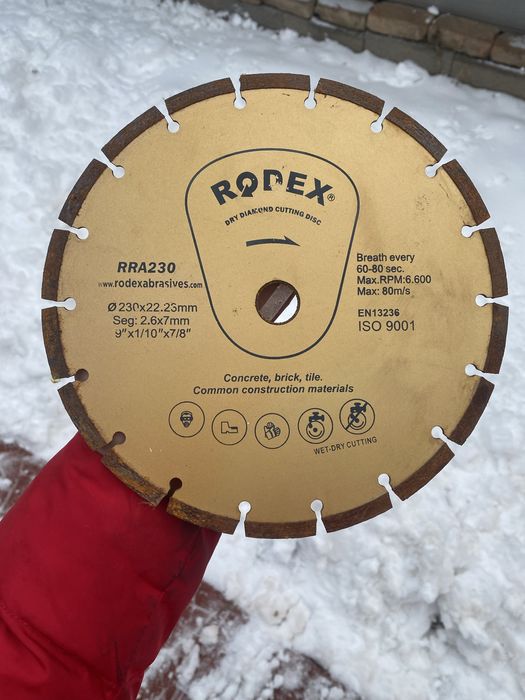 RODEX®
DRY DIAMOND CUTTING DISC
RRA230
www.rodexabrasives.com
Ø 230x22.23mm
Seg: 2.6x7mm
9"x1/10"x7/8"
Breath every
60-80 sec.
Max.RPM:6.600
Max: 80m/s
EN13236
ISO 9001
Concrete, brick, tile.
Common construction materials
WET-DRY CUTTING